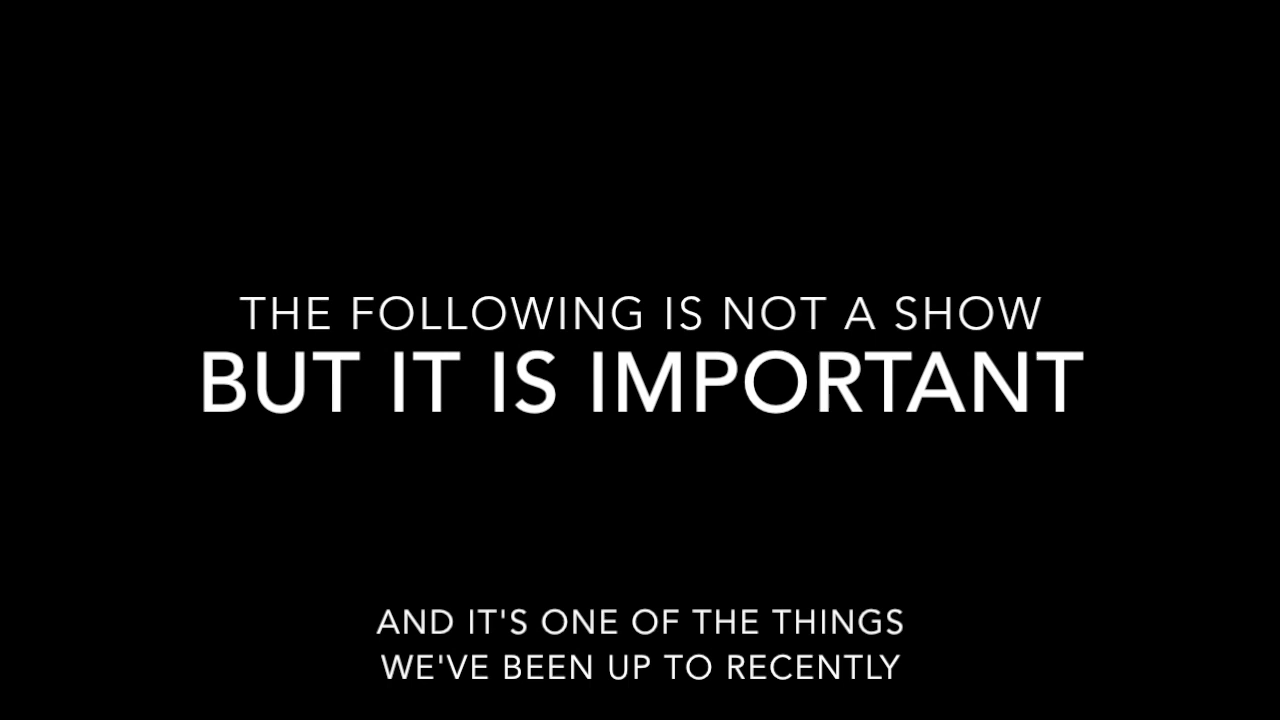 THE FOLLOWING IS NOT A SHOW
BUT IT IS IMPORTANT
AND IT'S ONE OF THE THINGS
WE'VE BEEN UP TO RECENTLY